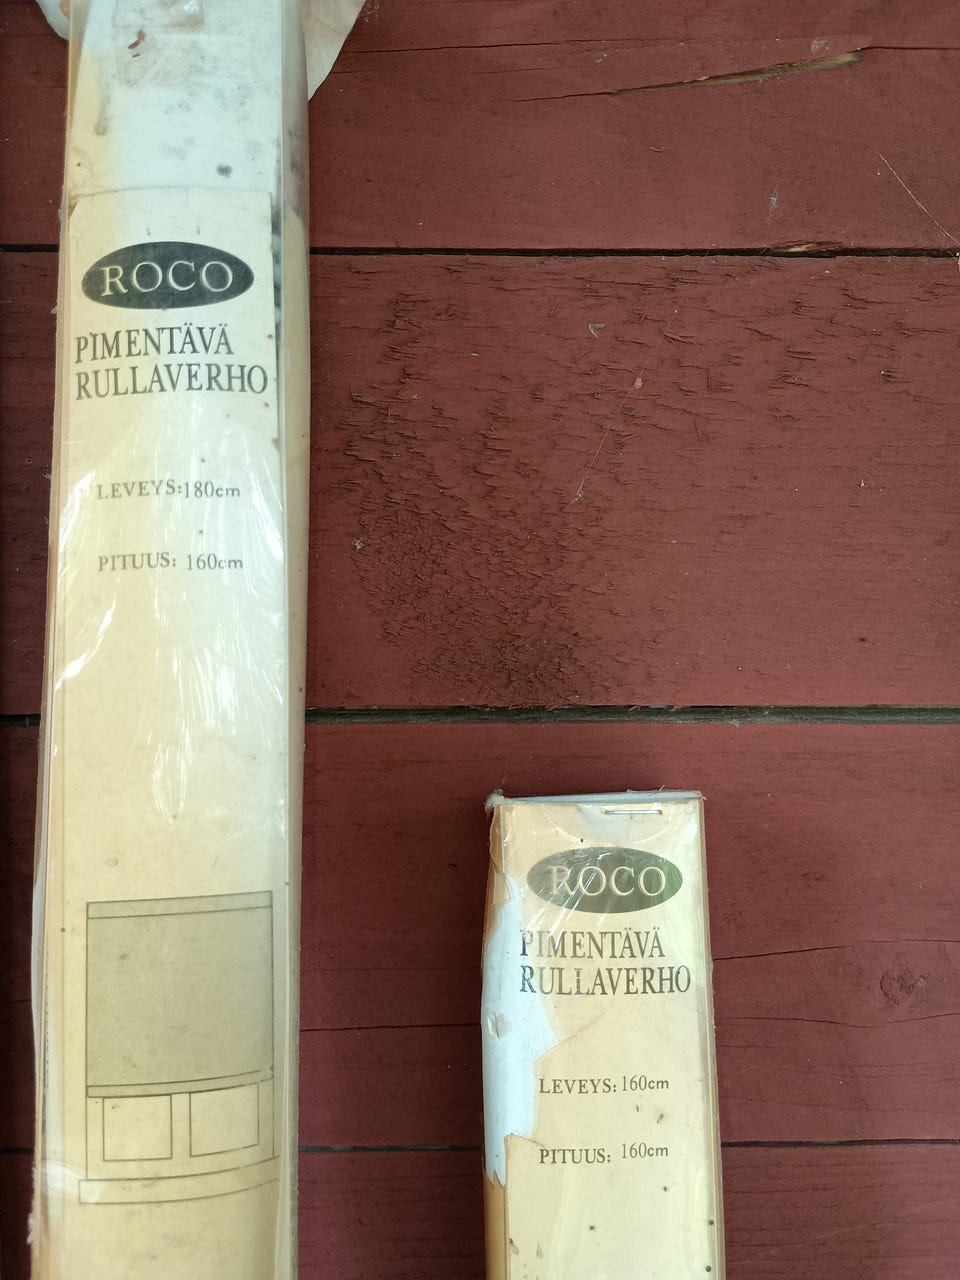 ROCO
PIMENTÄVÄ
RULLAVERHO
LEVEYS:180cm
PITUUS: 160cm
ROCO
PIMENTÄVÄ
RULLAVERHO
LEVEYS: 160cm
PITUUS: 160cm